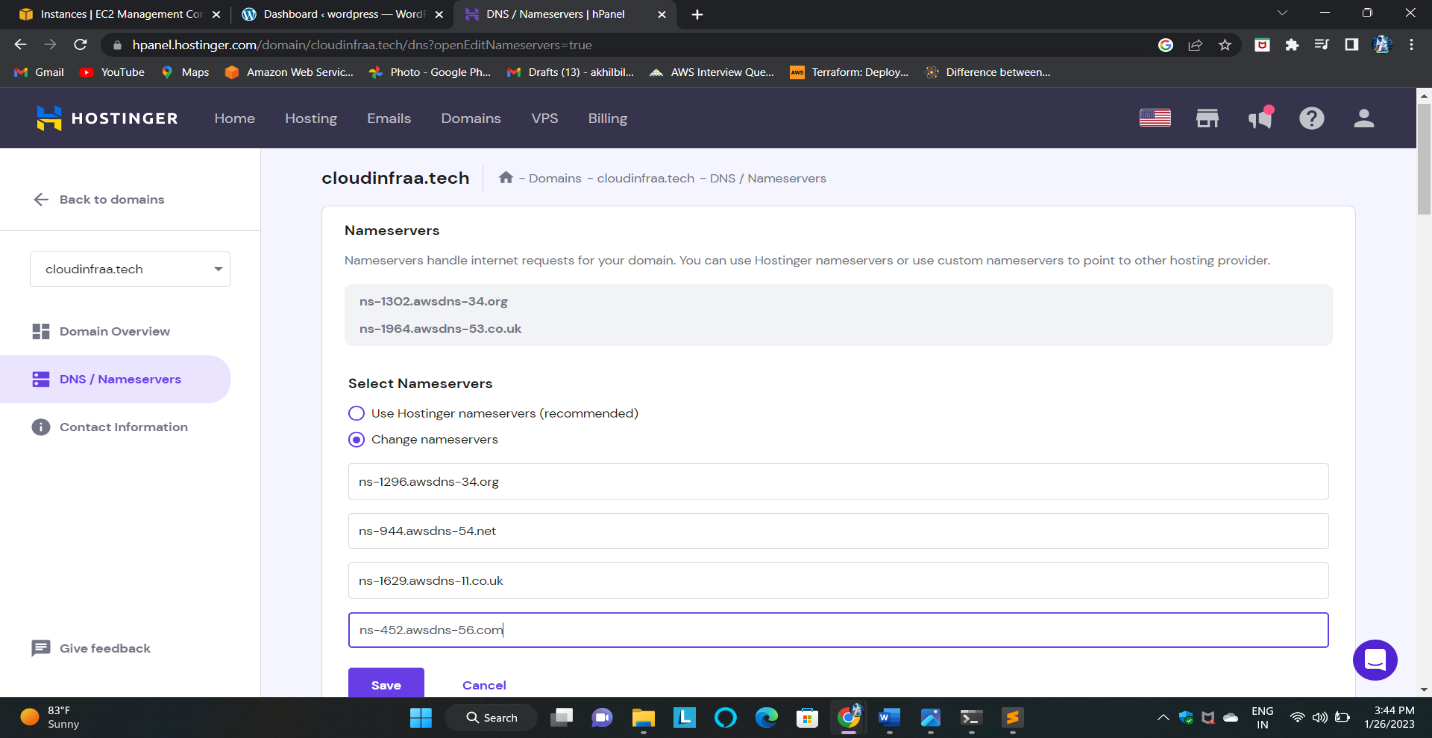 Instances | EC2 Management Cor
Dashboard ‹ wordpress — WordF
DNS / Nameservers | hPanel
hpanel.hostinger.com/domain/cloudinfraa.tech/dns?openEditNameservers=true
Gmail
YouTube
Maps
Amazon Web Servic...
Photo - Google Ph...
Drafts (13) - akhilbil...
AWS Interview Que...
Terraform: Deploy...
Difference between...
HOSTINGER
Home
Hosting
Emails
Domains
VPS
Billing
Back to domains
cloudinfraa.tech
Domain Overview
DNS / Nameservers
Contact Information
Give feedback
cloudinfraa.tech
- Domains - cloudinfraa.tech - DNS / Nameservers
Nameservers
Nameservers handle internet requests for your domain. You can use Hostinger nameservers or use custom nameservers to point to other hosting provider.
ns-1302.awsdns-34.org
ns-1964.awsdns-53.co.uk
Select Nameservers
Use Hostinger nameservers (recommended)
Change nameservers
ns-1296.awsdns-34.org
ns-944.awsdns-54.net
ns-1629.awsdns-11.co.uk
ns-452.awsdns-56.com
Save
Cancel
83°F
Sunny
Search
ENG
IN
3:44 PM
1/26/2023